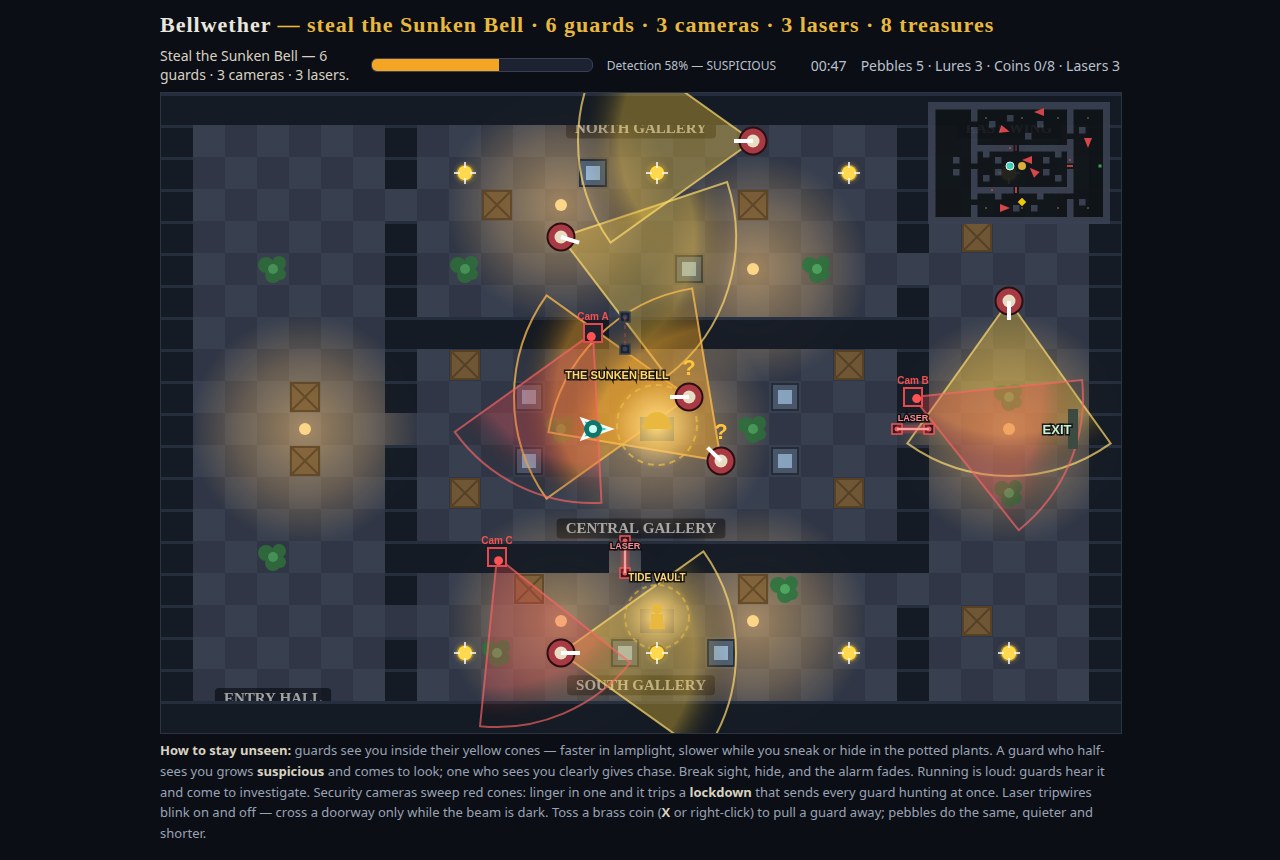 Bellwether — steal the Sunken Bell · 6 guards · 3 cameras · 3 lasers · 8 treasures
Steal the Sunken Bell — 6
guards · 3 cameras · 3 lasers.
Detection 58% — SUSPICIOUS
00:47
Pebbles 5 · Lures 3 · Coins 0/8 · Lasers 3
NORTH GALLERY
Cam A
?
THE SUNKEN BELL
Cam B
LASER
?
EXIT
CENTRAL GALLERY
Cam C
LASER
TIDE VAULT
SOUTH GALLERY
ENTRY HALL
How to stay unseen: guards see you inside their yellow cones — faster in lamplight, slower while you sneak or hide in the potted plants. A guard who half-
sees you grows suspicious and comes to look; one who sees you clearly gives chase. Break sight, hide, and the alarm fades. Running is loud: guards hear it
and come to investigate. Security cameras sweep red cones: linger in one and it trips a lockdown that sends every guard hunting at once. Laser tripwires
blink on and off — cross a doorway only while the beam is dark. Toss a brass coin (X or right-click) to pull a guard away; pebbles do the same, quieter and
shorter.